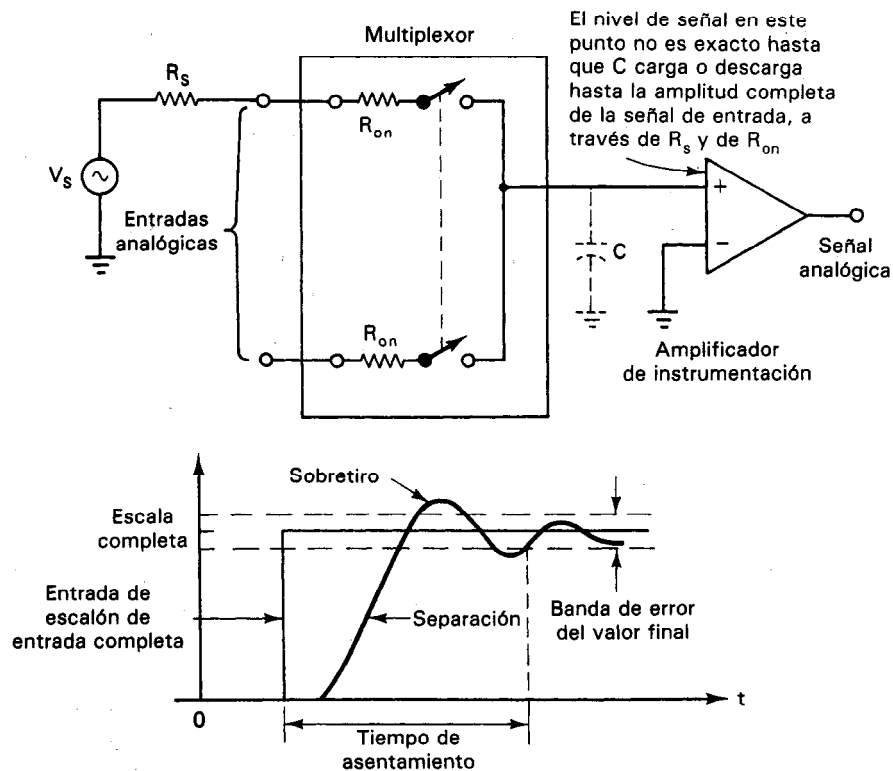 Multiplexor
El nivel de señal en este
punto no es exacto hasta
que C carga o descarga
hasta la amplitud completa
de la señal de entrada, a
través de Rs y de Ron
Rs
Ron
Vs
+
−
Entradas
analógicas
C
Señal
analógica
Ron
Amplificador
de instrumentación
Sobretiro
Escala
completa
Entrada de
escalón de
entrada completa
Separación
Banda de error
del valor final
0
t
Tiempo de
asentamiento